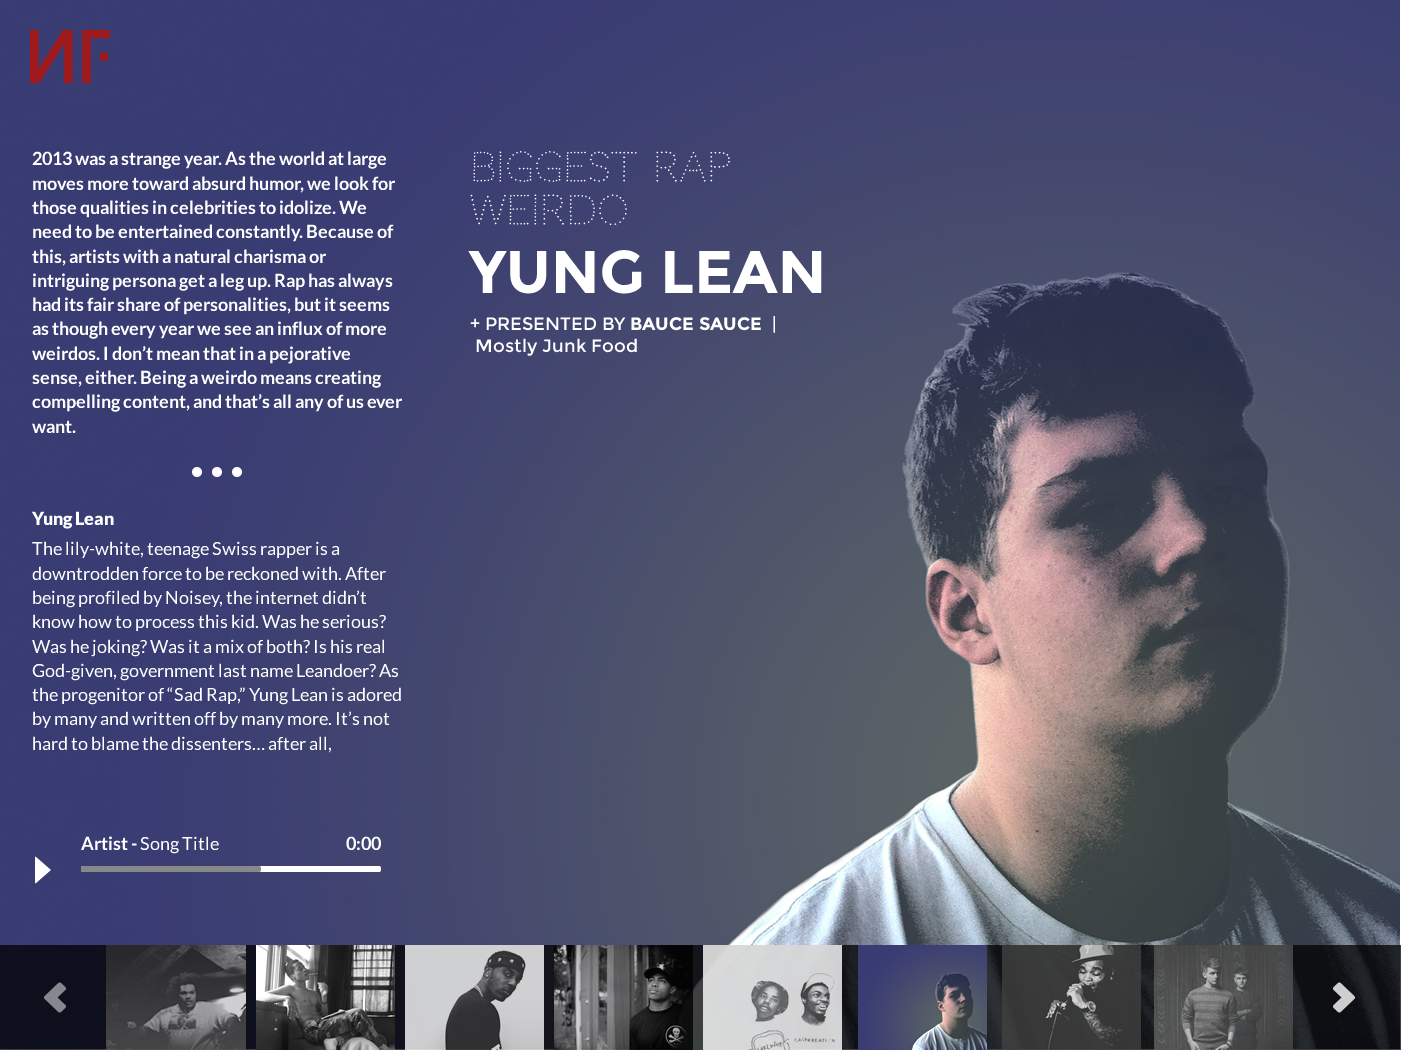 NF
2013 was a strange year. As the world at large
moves more toward absurd humor, we look for
those qualities in celebrities to idolize. We
need to be entertained constantly. Because of
this, artists with a natural charisma or
intriguing persona get a leg up. Rap has always
had its fair share of personalities, but it seems
as though every year we see an influx of more
weirdos. I don’t mean that in a pejorative
sense, either. Being a weirdo means creating
compelling content, and that’s all any of us ever
want.
Yung Lean
The lily-white, teenage Swiss rapper is a
downtrodden force to be reckoned with. After
being profiled by Noisey, the internet didn’t
know how to process this kid. Was he serious?
Was he joking? Was it a mix of both? Is his real
God-given, government last name Leandoer? As
the progenitor of “Sad Rap,” Yung Lean is adored
by many and written off by many more. It’s not
hard to blame the dissenters… after all,
Artist - Song Title 0:00
BIGGEST RAP
WEIRDO
YUNG LEAN
+ PRESENTED BY BAUCE SAUCE |
Mostly Junk Food